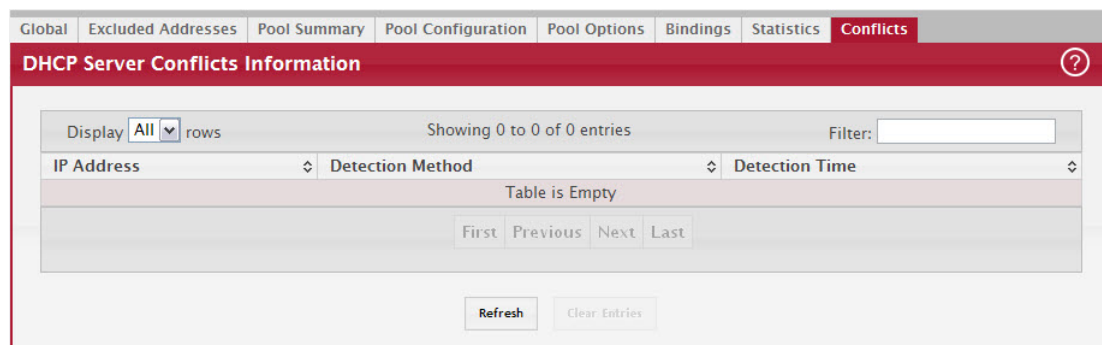 Global Excluded Addresses Pool Summary Pool Configuration Pool Options Bindings Statistics Conflicts
DHCP Server Conflicts Information ?
Display All rows Showing 0 to 0 of 0 entries Filter:
IP Address Detection Method Detection Time
Table is Empty
First Previous Next Last
Refresh Clear Entries